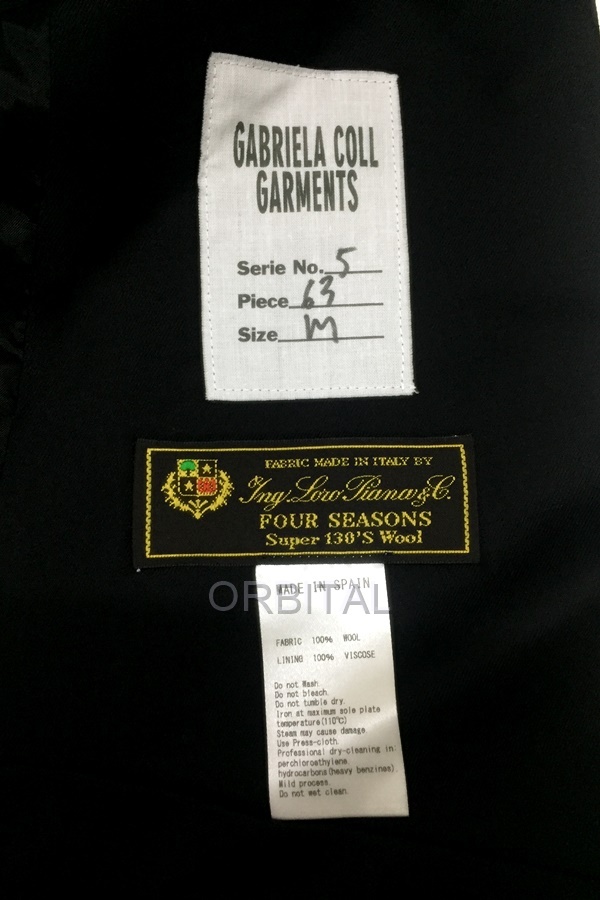 GABRIELA COLL
GARMENTS
Serie No. 5
Piece 63
Size M
FABRIC MADE IN ITALY BY
Ing. Loro Piana & C.
FOUR SEASONS
Super 130'S Wool
MADE IN SPAIN
ORBITAL
FABRIC 100% WOOL
LINING 100% VISCOSE
Do not Wash
Do not bleach.
Do not tumble dry.
Iron at maximum sole plate
temperature(110℃)
Steam may cause damage.
Use Press-cloth.
Professional dry-cleaning in
perchloroethylene
hydrocarbons(heavy benzines).
Mild process.
Do not wet clean.